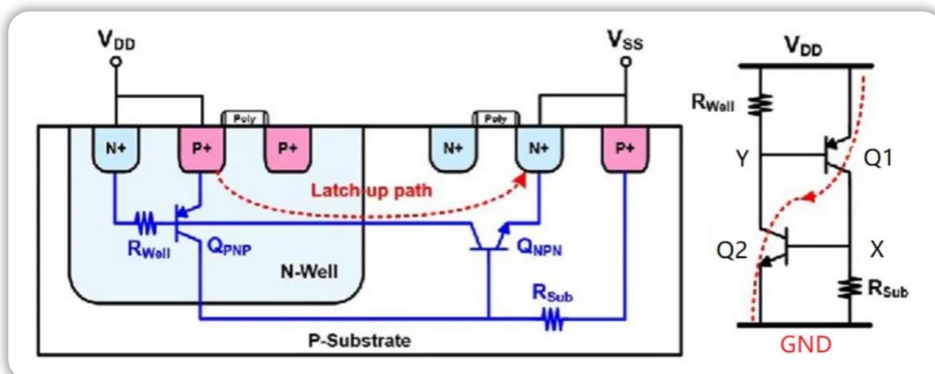 VDD
VSS
Poly
Poly
N+
P+
P+
N+
N+
P+
Latch-up path
RWell
QPNP
QNPN
N-Well
RSub
P-Substrate
VDD
RWell
Y
Q1
Q2
X
RSub
GND